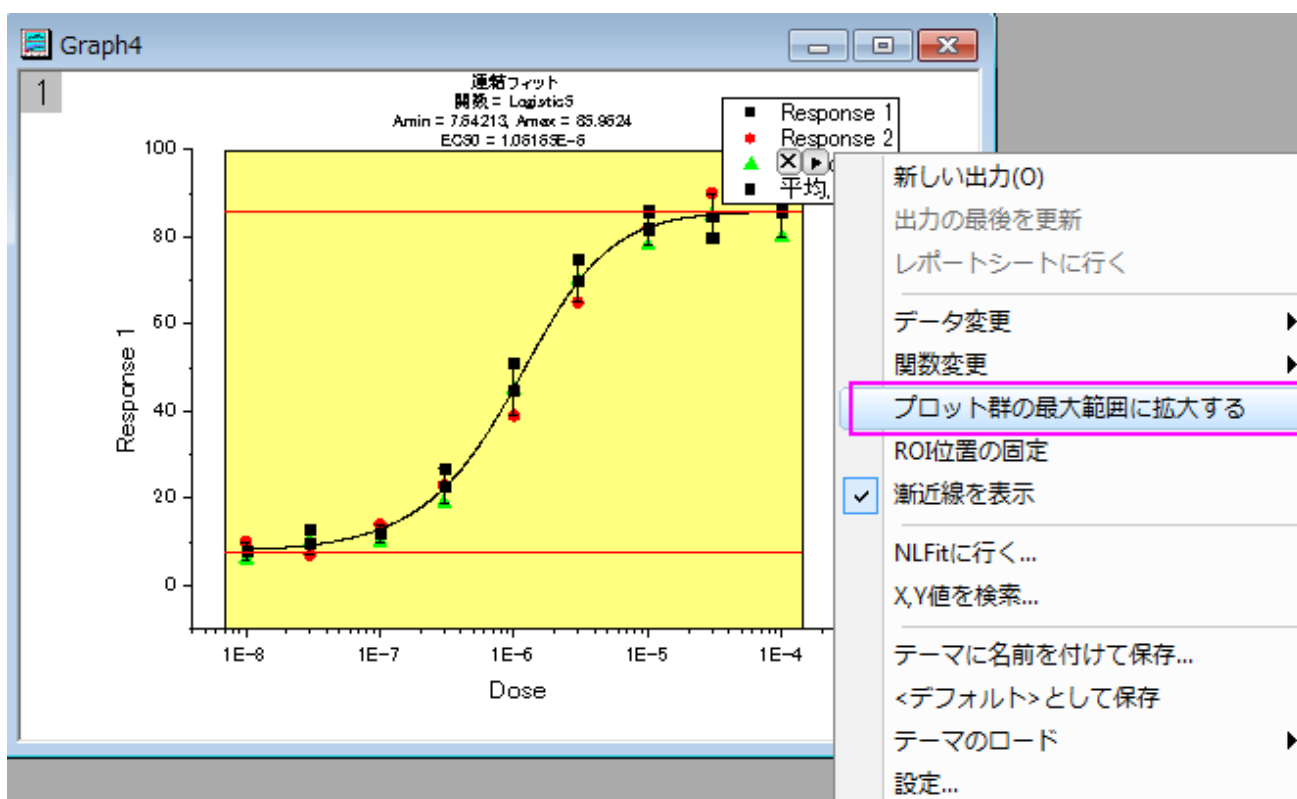 Graph4
1
連結フィット
関数 = Logistic5
Amin = 7.64213, Amax = 85.9624
Response 1
Response 2
平均,
100
80
60
40
20
0
Response 1
1E-8
1E-7
1E-6
1E-5
1E-4
Dose
新しい出力(O)
出力の最後を更新
レポートシートに行く
データ変更
関数変更
プロット群の最大範囲に拡大する
ROI位置の固定
漸近線を表示
NLFitに行く...
X,Y値を検索...
テーマに名前を付けて保存...
<デフォルト>として保存
テーマのロード
設定...